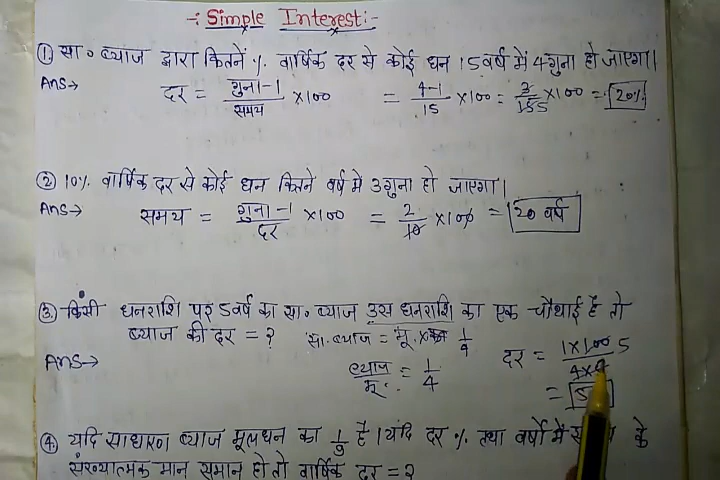 -: Simple Interest:-
① सा० ब्याज द्वारा कितनें % वार्षिक दर से कोई धन 15 वर्ष में 4 गुना हो जाएगा।
Ans→ दर = गुना-1/समय ×100 = 4-1/15 ×100 = 3/15 ×100 = 20%
② 10% वार्षिक दर से कोई धन कितने वर्ष मे 3 गुना हो जाएगा।
Ans→ समय = गुना-1/दर ×100 = 2/10 ×100 = 20 वर्ष
③ किसी धनराशि पर 5 वर्ष का सा० ब्याज उस धनराशि का एक चौथाई है तो
ब्याज की दर = ? सा. ब्याज = मू. ×
Ans→ ब्याज/मू. = 1/4 दर = 1×100/4×
④ यदि साधारण ब्याज मूलधन का 1/9 है। यदि दर % तथा वर्षो में के
संख्यात्मक मान समान हो तो वार्षिक दर = ?